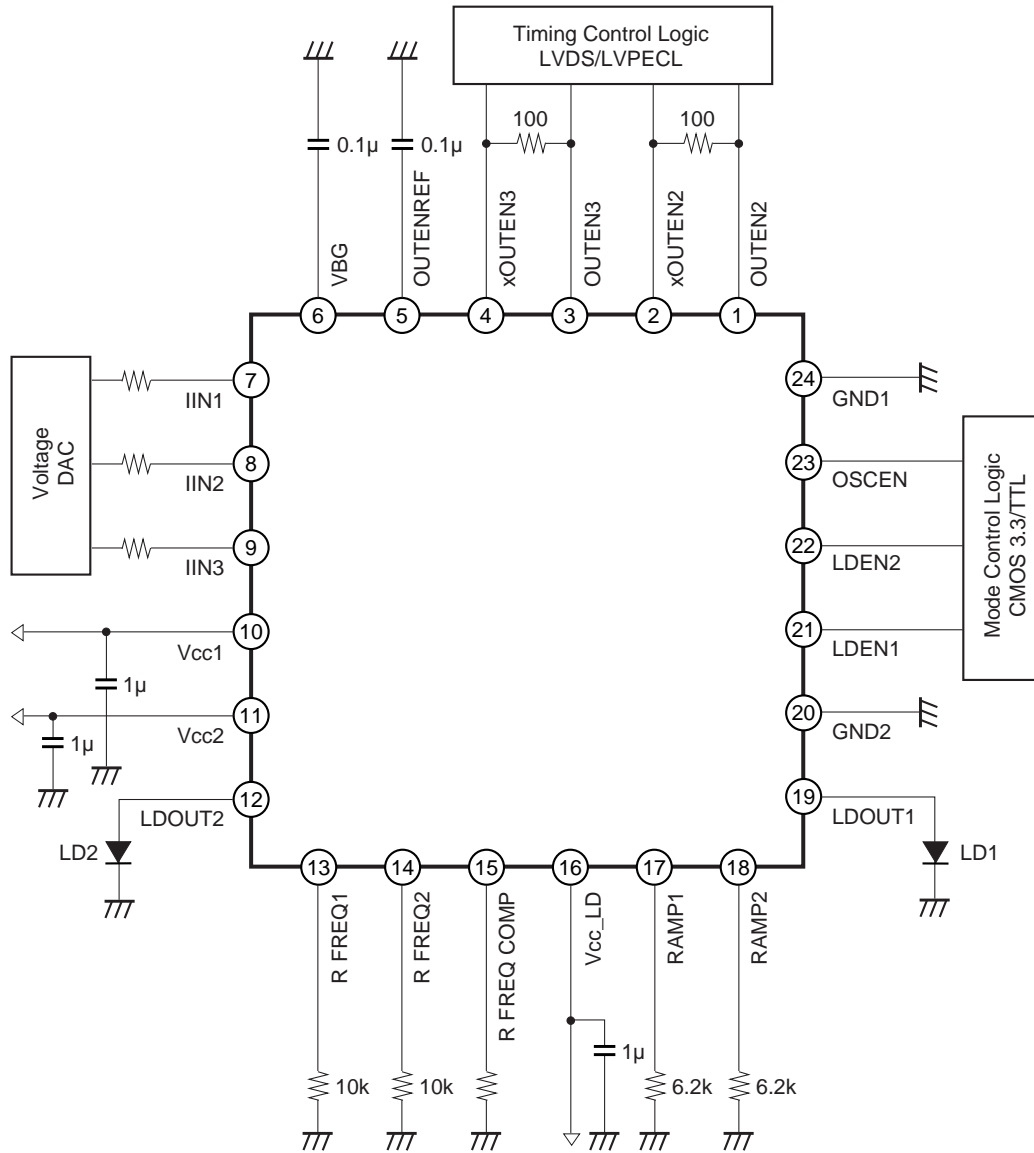 Timing Control Logic
LVDS/LVPECL
100
100
0.1µ
0.1µ
VBG
OUTENREF
xOUTEN3
OUTEN3
xOUTEN2
OUTEN2
6
5
4
3
2
1
Voltage
DAC
7
IIN1
8
IIN2
9
IIN3
10
Vcc1
1µ
11
Vcc2
1µ
12
LDOUT2
LD2
24
GND1
23
OSCEN
22
LDEN2
21
LDEN1
Mode Control Logic
CMOS 3.3/TTL
20
GND2
19
LDOUT1
LD1
13
14
15
16
17
18
R FREQ1
R FREQ2
R FREQ COMP
Vcc_LD
RAMP1
RAMP2
10k
10k
1µ
6.2k
6.2k